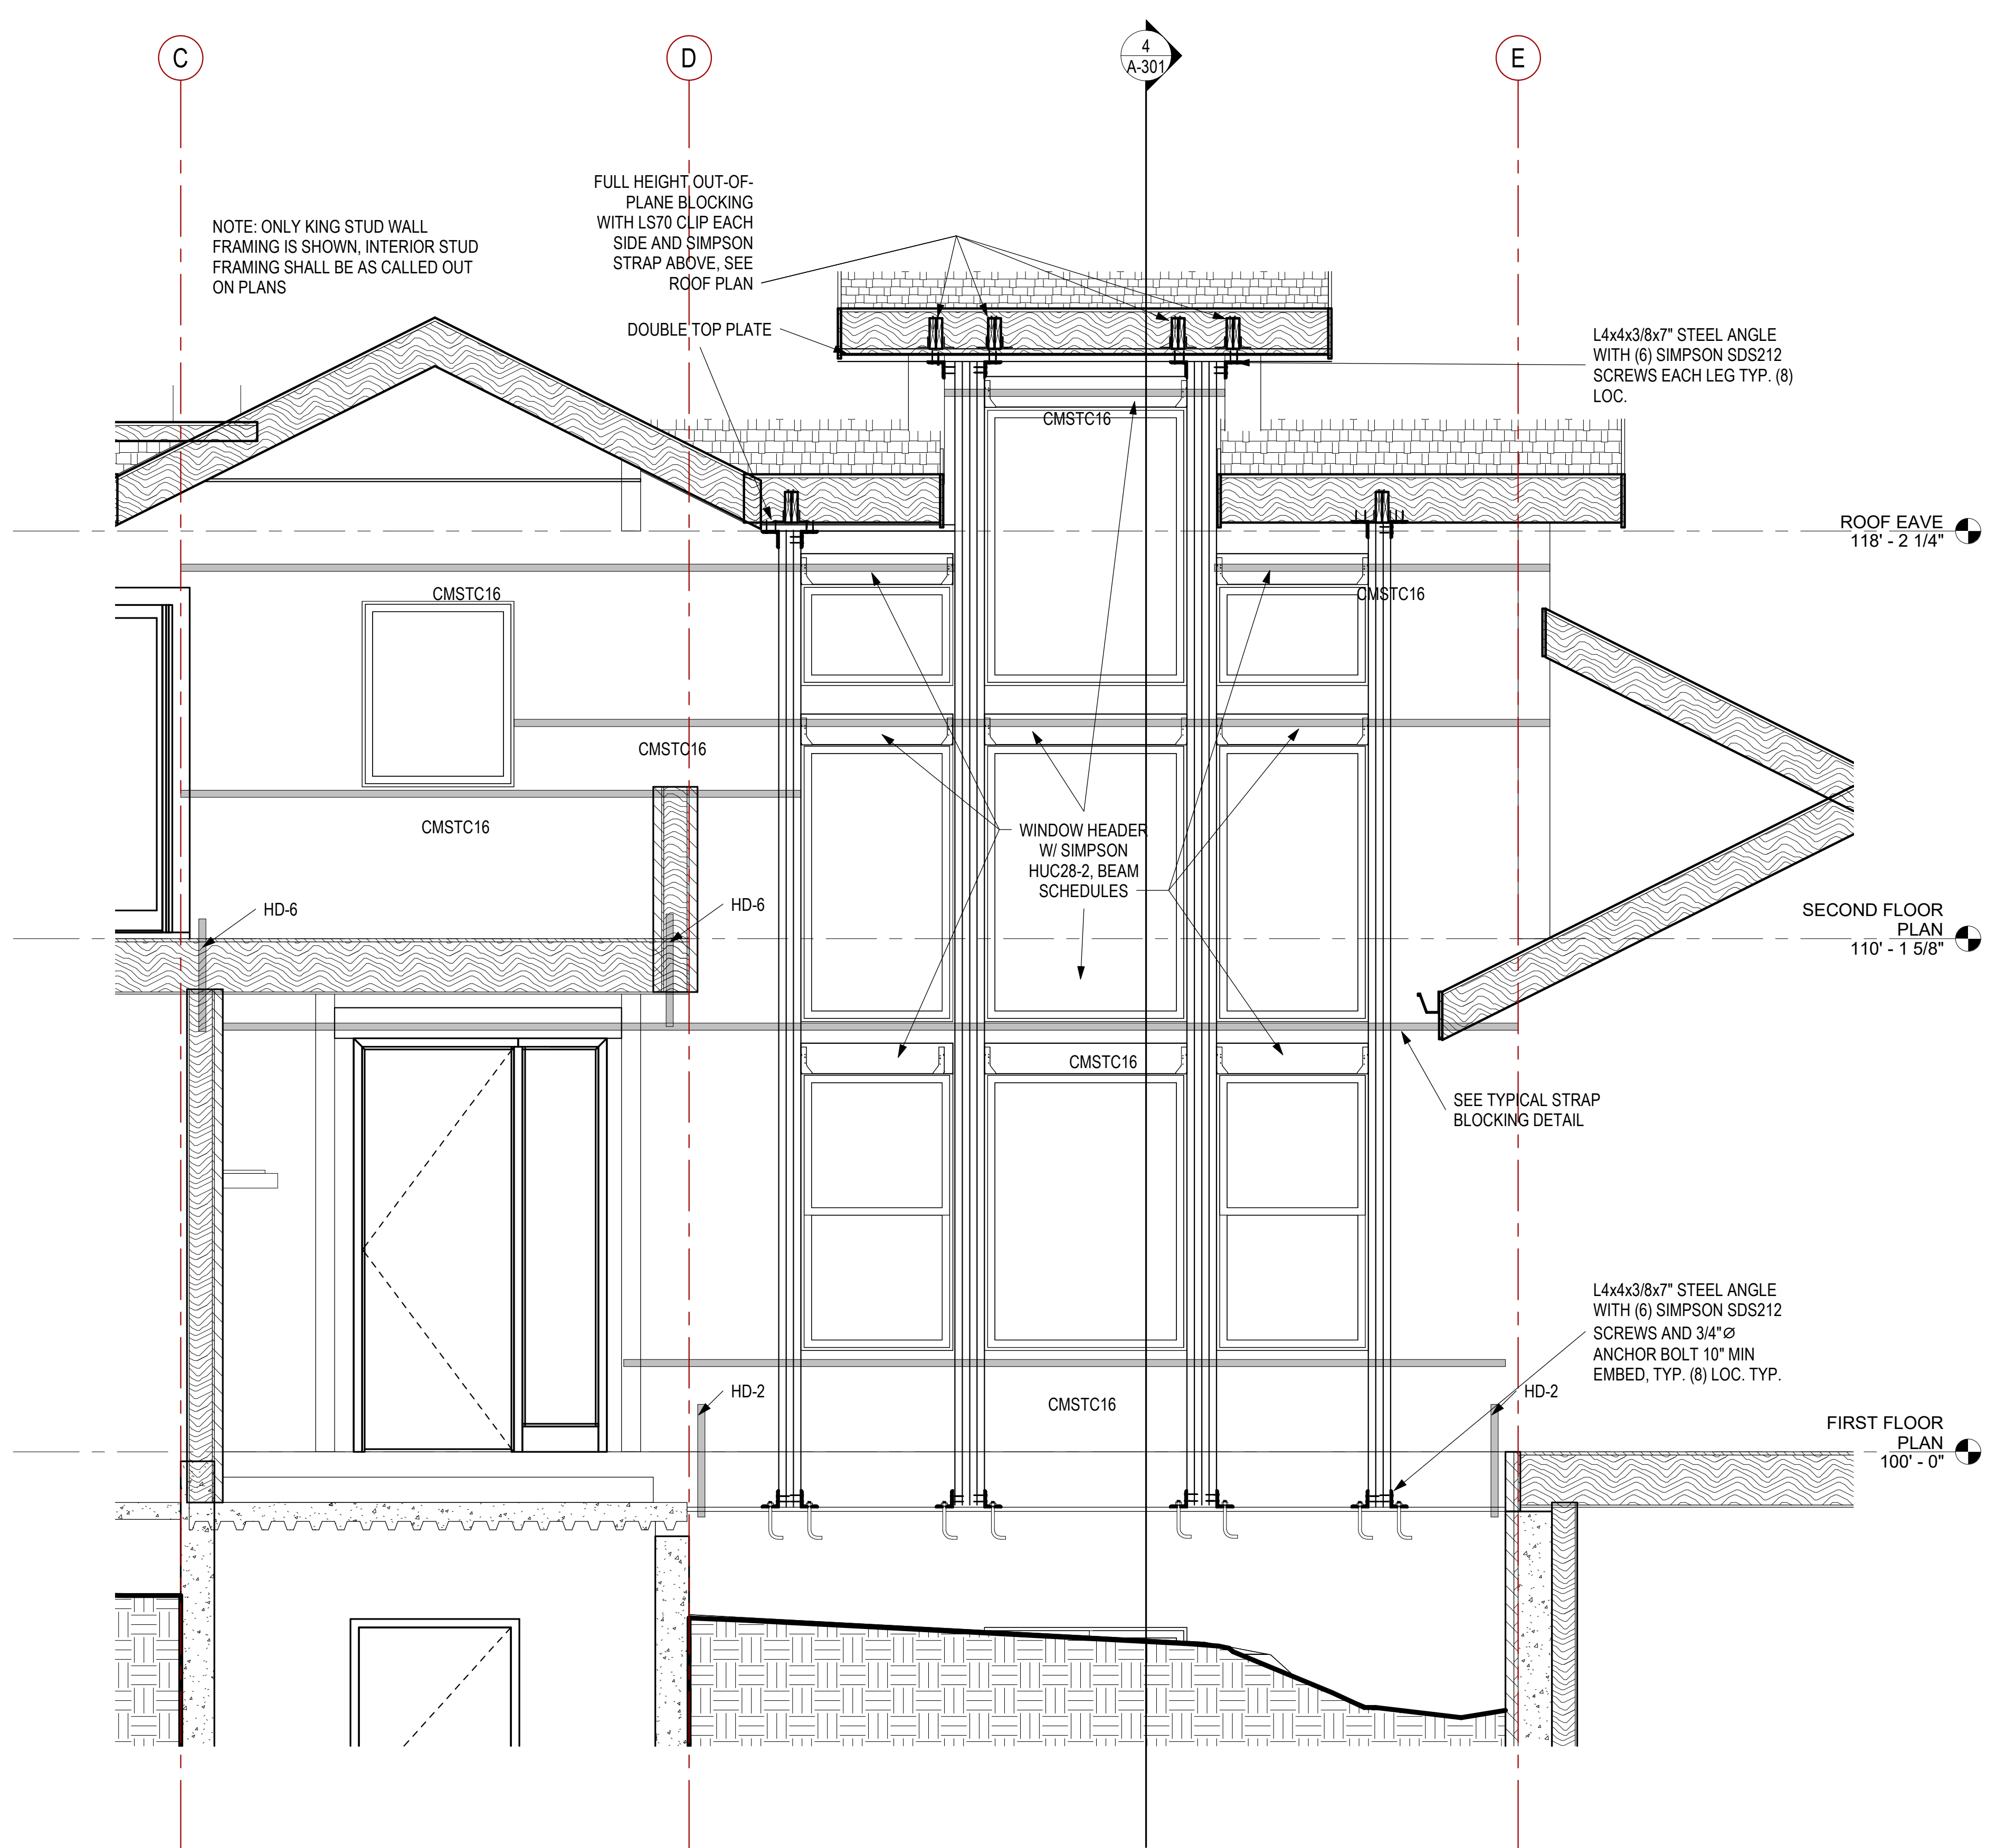 C
D
4
A-301
E
FULL HEIGHT OUT-OF-
PLANE BLOCKING
WITH LS70 CLIP EACH
SIDE AND SIMPSON
STRAP ABOVE, SEE
ROOF PLAN
NOTE: ONLY KING STUD WALL
FRAMING IS SHOWN, INTERIOR STUD
FRAMING SHALL BE AS CALLED OUT
ON PLANS
DOUBLE TOP PLATE
L4x4x3/8x7" STEEL ANGLE
WITH (6) SIMPSON SDS212
SCREWS EACH LEG TYP. (8)
LOC.
CMSTC16
ROOF EAVE
118' - 2 1/4"
CMSTC16
CMSTC16
CMSTC16
CMSTC16
WINDOW HEADER
W/ SIMPSON
HUC28-2, BEAM
SCHEDULES
HD-6
HD-6
SECOND FLOOR
PLAN
110' - 1 5/8"
CMSTC16
SEE TYPICAL STRAP
BLOCKING DETAIL
L4x4x3/8x7" STEEL ANGLE
WITH (6) SIMPSON SDS212
SCREWS AND 3/4"Ø
ANCHOR BOLT 10" MIN
EMBED, TYP. (8) LOC. TYP.
HD-2
HD-2
CMSTC16
FIRST FLOOR
PLAN
100' - 0"